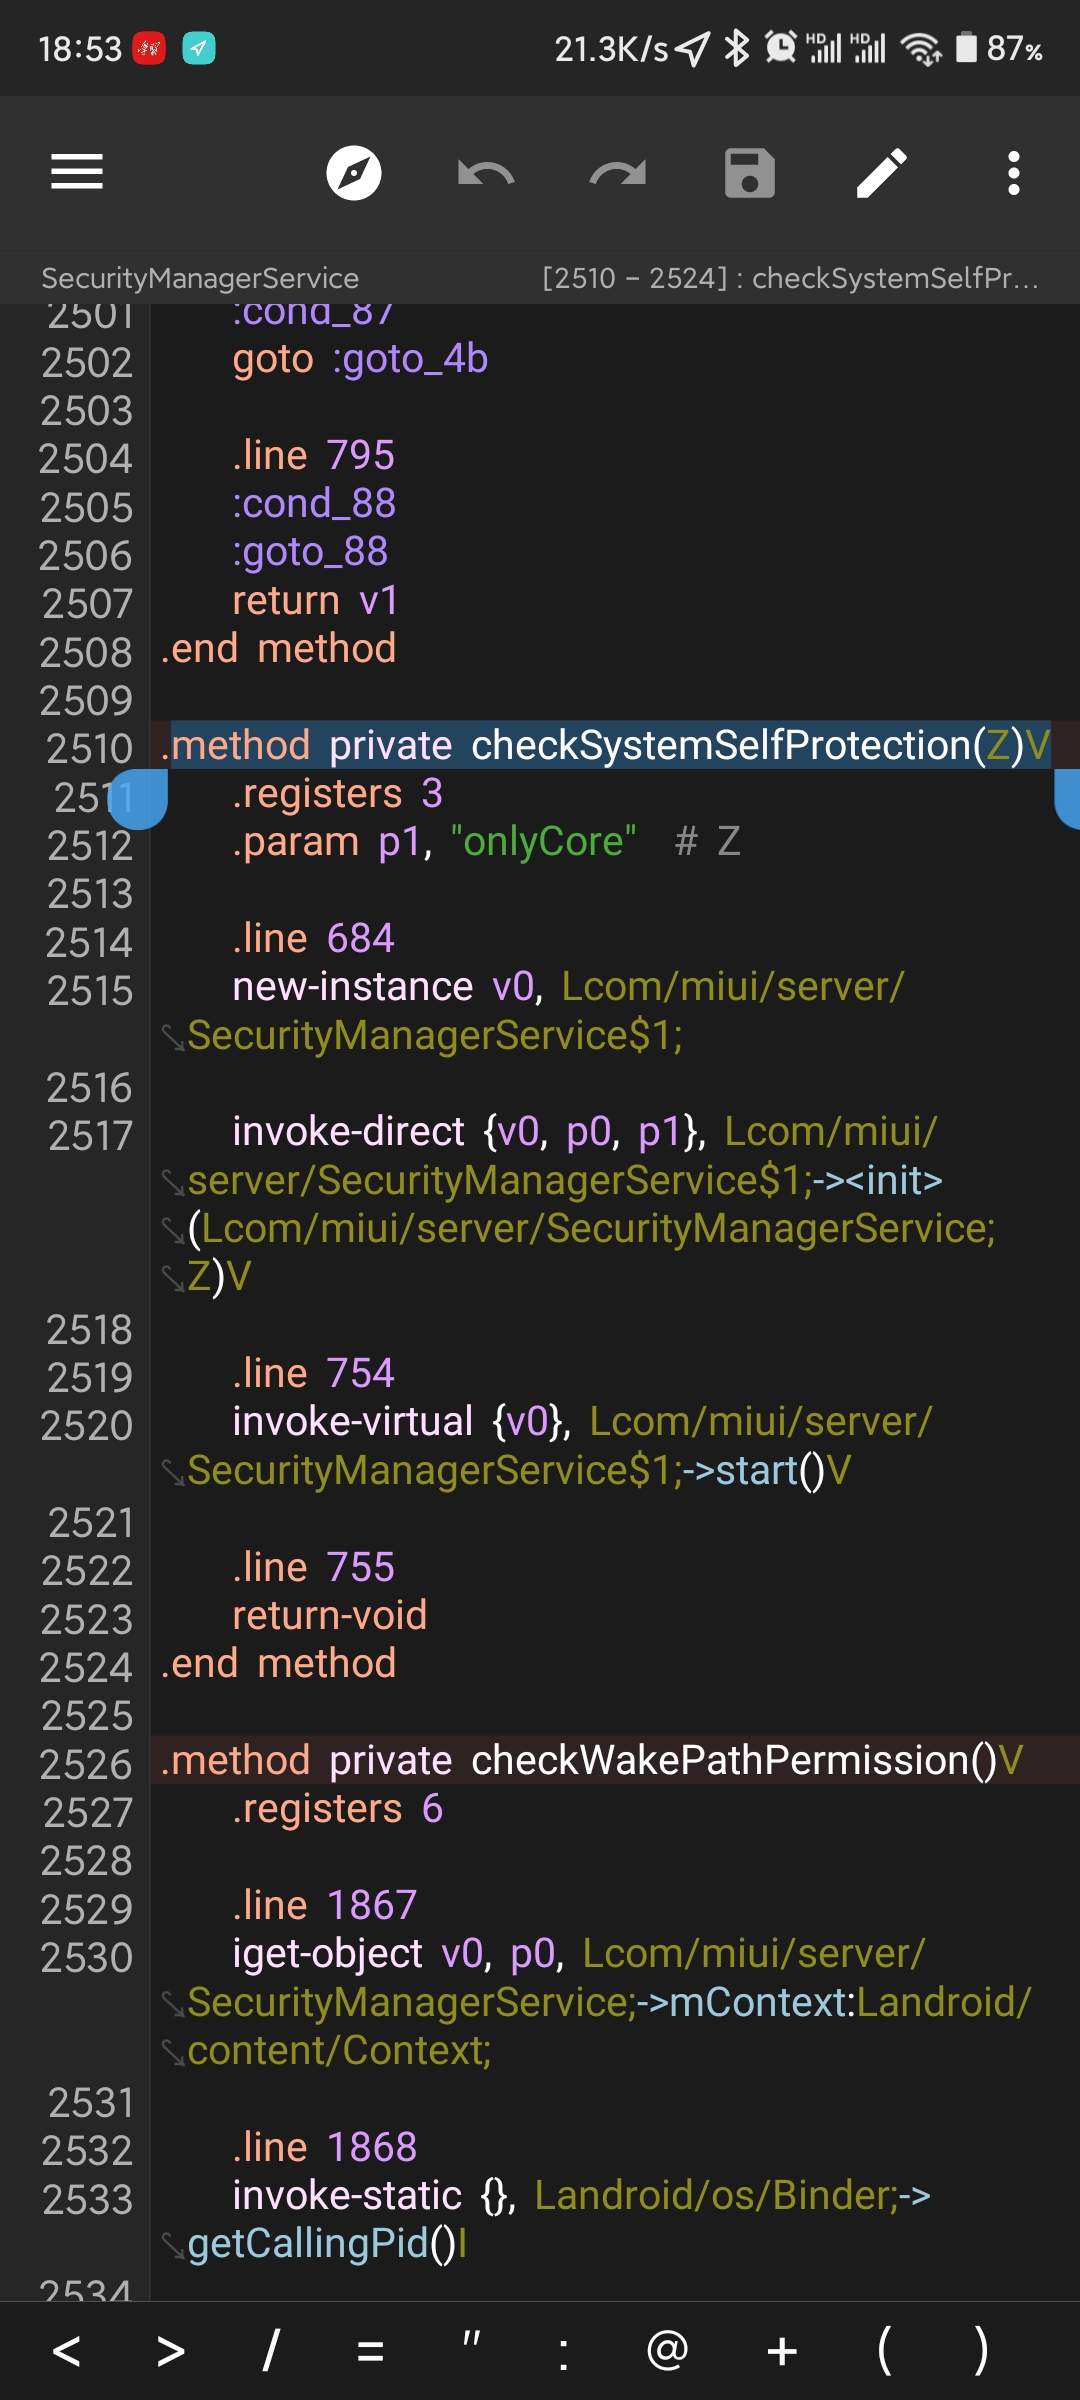 18:53 21.3K/s HD HD 87%
SecurityManagerService [2510 – 2524] : checkSystemSelfPr...
2501 :cond_87
2502 goto :goto_4b
2503
2504 .line 795
2505 :cond_88
2506 :goto_88
2507 return v1
2508 .end method
2509
2510 .method private checkSystemSelfProtection(Z)V
2511 .registers 3
2512 .param p1, "onlyCore" # Z
2513
2514 .line 684
2515 new-instance v0, Lcom/miui/server/
SecurityManagerService$1;
2516
2517 invoke-direct {v0, p0, p1}, Lcom/miui/
server/SecurityManagerService$1;-><init>
(Lcom/miui/server/SecurityManagerService;
Z)V
2518
2519 .line 754
2520 invoke-virtual {v0}, Lcom/miui/server/
SecurityManagerService$1;->start()V
2521
2522 .line 755
2523 return-void
2524 .end method
2525
2526 .method private checkWakePathPermission()V
2527 .registers 6
2528
2529 .line 1867
2530 iget-object v0, p0, Lcom/miui/server/
SecurityManagerService;->mContext:Landroid/
content/Context;
2531
2532 .line 1868
2533 invoke-static {}, Landroid/os/Binder;->
getCallingPid()I
2534
< > / = " : @ + ( )